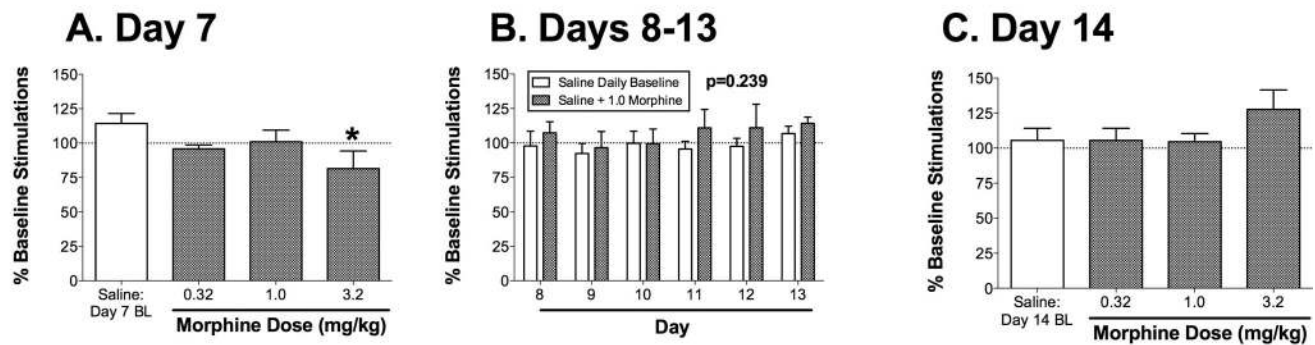 A. Day 7
% Baseline Stimulations
150
125
100
75
50
25
0
*
Saline:
Day 7 BL
0.32
1.0
3.2
Morphine Dose (mg/kg)
B. Days 8-13
% Baseline Stimulations
150
125
100
75
50
25
0
Saline Daily Baseline
Saline + 1.0 Morphine
p=0.239
8
9
10
11
12
13
Day
C. Day 14
% Baseline Stimulations
150
125
100
75
50
25
0
Saline:
Day 14 BL
0.32
1.0
3.2
Morphine Dose (mg/kg)